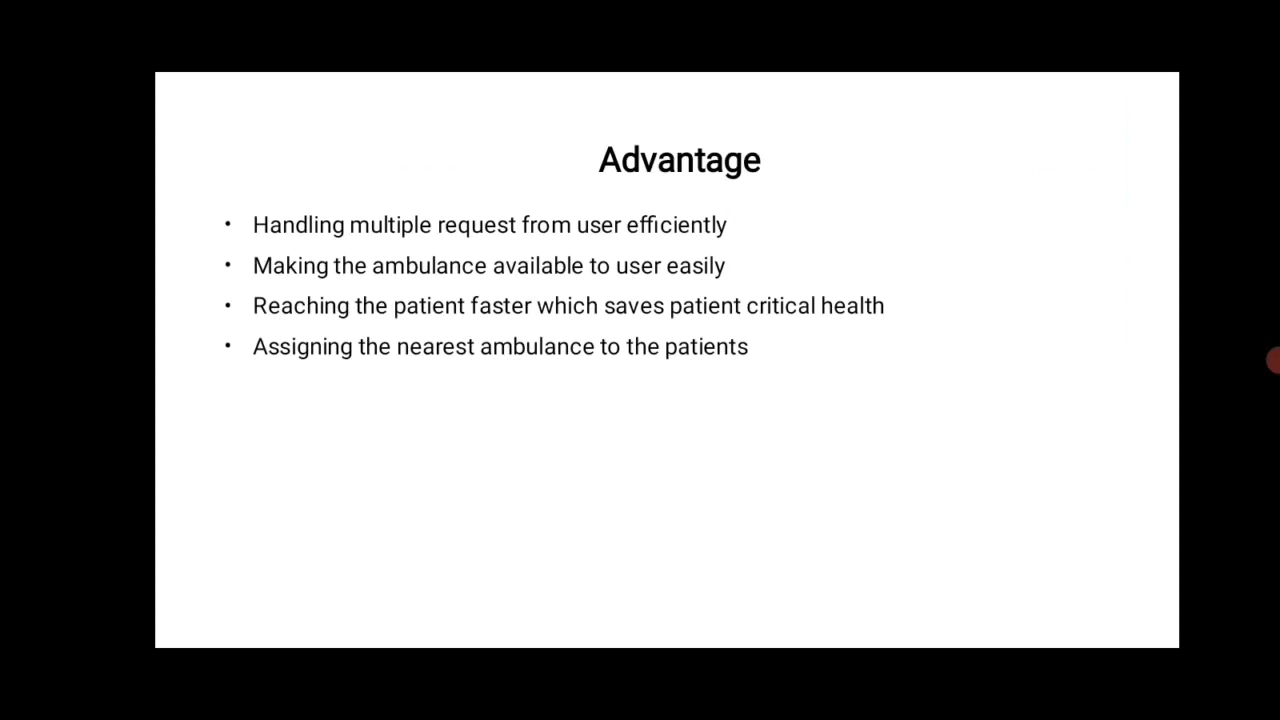 Advantage
• Handling multiple request from user efficiently
• Making the ambulance available to user easily
• Reaching the patient faster which saves patient critical health
• Assigning the nearest ambulance to the patients